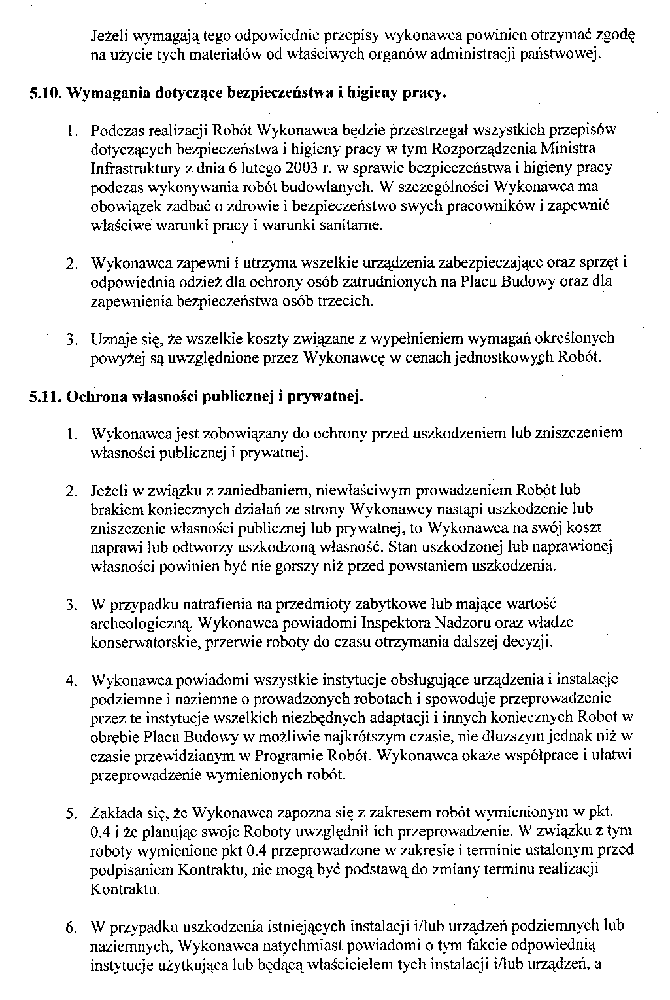 Jeżeli wymagają tego odpowiednie przepisy wykonawca powinien otrzymać zgodę
na użycie tych materiałów od właściwych organów administracji państwowej.
5.10. Wymagania dotyczące bezpieczeństwa i higieny pracy.
1. Podczas realizacji Robót Wykonawca będzie przestrzegał wszystkich przepisów
dotyczących bezpieczeństwa i higieny pracy w tym Rozporządzenia Ministra
Infrastruktury z dnia 6 lutego 2003 r. w sprawie bezpieczeństwa i higieny pracy
podczas wykonywania robót budowlanych. W szczególności Wykonawca ma
obowiązek zadbać o zdrowie i bezpieczeństwo swych pracowników i zapewnić
właściwe warunki pracy i warunki sanitarne.
2. Wykonawca zapewni i utrzyma wszelkie urządzenia zabezpieczające oraz sprzęt i
odpowiednia odzież dla ochrony osób zatrudnionych na Placu Budowy oraz dla
zapewnienia bezpieczeństwa osób trzecich.
3. Uznaje się, że wszelkie koszty związane z wypełnieniem wymagań określonych
powyżej są uwzględnione przez Wykonawcę w cenach jednostkowych Robót.
5.11. Ochrona własności publicznej i prywatnej.
1. Wykonawca jest zobowiązany do ochrony przed uszkodzeniem lub zniszczeniem
własności publicznej i prywatnej.
2. Jeżeli w związku z zaniedbaniem, niewłaściwym prowadzeniem Robót lub
brakiem koniecznych działań ze strony Wykonawcy nastąpi uszkodzenie lub
zniszczenie własności publicznej lub prywatnej, to Wykonawca na swój koszt
naprawi lub odtworzy uszkodzoną własność. Stan uszkodzonej lub naprawionej
własności powinien być nie gorszy niż przed powstaniem uszkodzenia.
3. W przypadku natrafienia na przedmioty zabytkowe lub mające wartość
archeologiczną, Wykonawca powiadomi Inspektora Nadzoru oraz władze
konserwatorskie, przerwie roboty do czasu otrzymania dalszej decyzji.
4. Wykonawca powiadomi wszystkie instytucje obsługujące urządzenia i instalacje
podziemne i naziemne o prowadzonych robotach i spowoduje przeprowadzenie
przez te instytucje wszelkich niezbędnych adaptacji i innych koniecznych Robot w
obrębie Placu Budowy w możliwie najkrótszym czasie, nie dłuższym jednak niż w
czasie przewidzianym w Programie Robót. Wykonawca okaże współprace i ułatwi
przeprowadzenie wymienionych robót.
5. Zakłada się, że Wykonawca zapozna się z zakresem robót wymienionym w pkt.
0.4 i że planując swoje Roboty uwzględnił ich przeprowadzenie. W związku z tym
roboty wymienione pkt 0.4 przeprowadzone w zakresie i terminie ustalonym przed
podpisaniem Kontraktu, nie mogą być podstawą do zmiany terminu realizacji
Kontraktu.
6. W przypadku uszkodzenia istniejących instalacji i/lub urządzeń podziemnych lub
naziemnych, Wykonawca natychmiast powiadomi o tym fakcie odpowiednią
instytucje użytkująca lub będącą właścicielem tych instalacji i/lub urządzeń, a